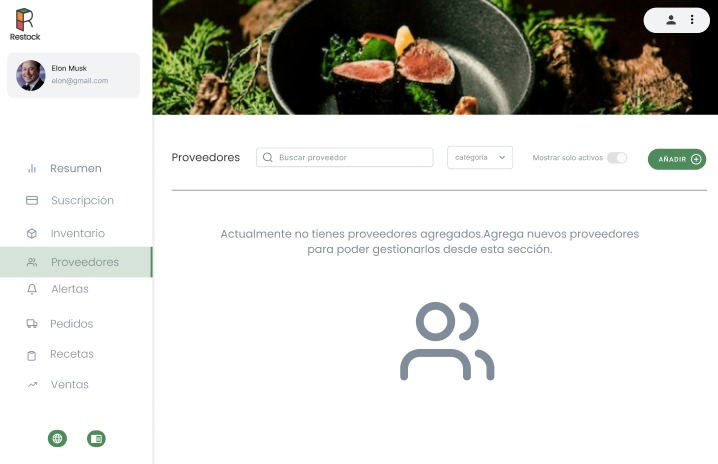 Restock
Elon Musk
elon@gmail.com
Resumen
Suscripción
Inventario
Proveedores
Alertas
Pedidos
Recetas
Ventas
Proveedores
Buscar proveedor
categoría
Mostrar solo activos
AÑADIR
Actualmente no tienes proveedores agregados.Agrega nuevos proveedores
para poder gestionarlos desde esta sección.